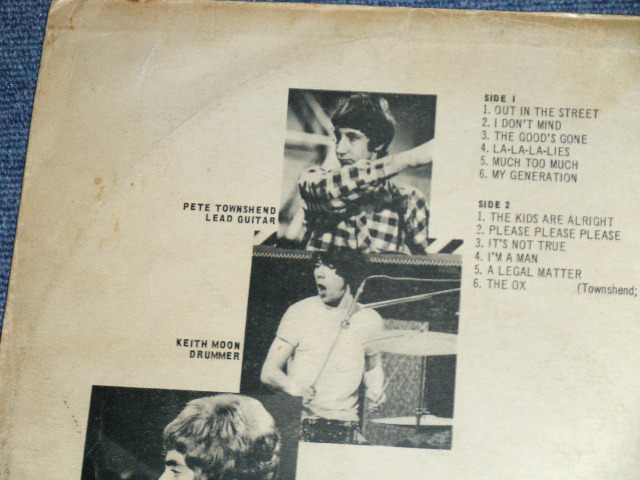 PETE TOWNSHEND
LEAD GUITAR
KEITH MOON
DRUMMER
SIDE 1
1. OUT IN THE STREET
2. I DON'T MIND
3. THE GOOD'S GONE
4. LA-LA-LA-LIES
5. MUCH TOO MUCH
6. MY GENERATION
SIDE 2
1. THE KIDS ARE ALRIGHT
2. PLEASE PLEASE PLEASE
3. IT'S NOT TRUE
4. I'M A MAN
5. A LEGAL MATTER
6. THE OX (Townshend;